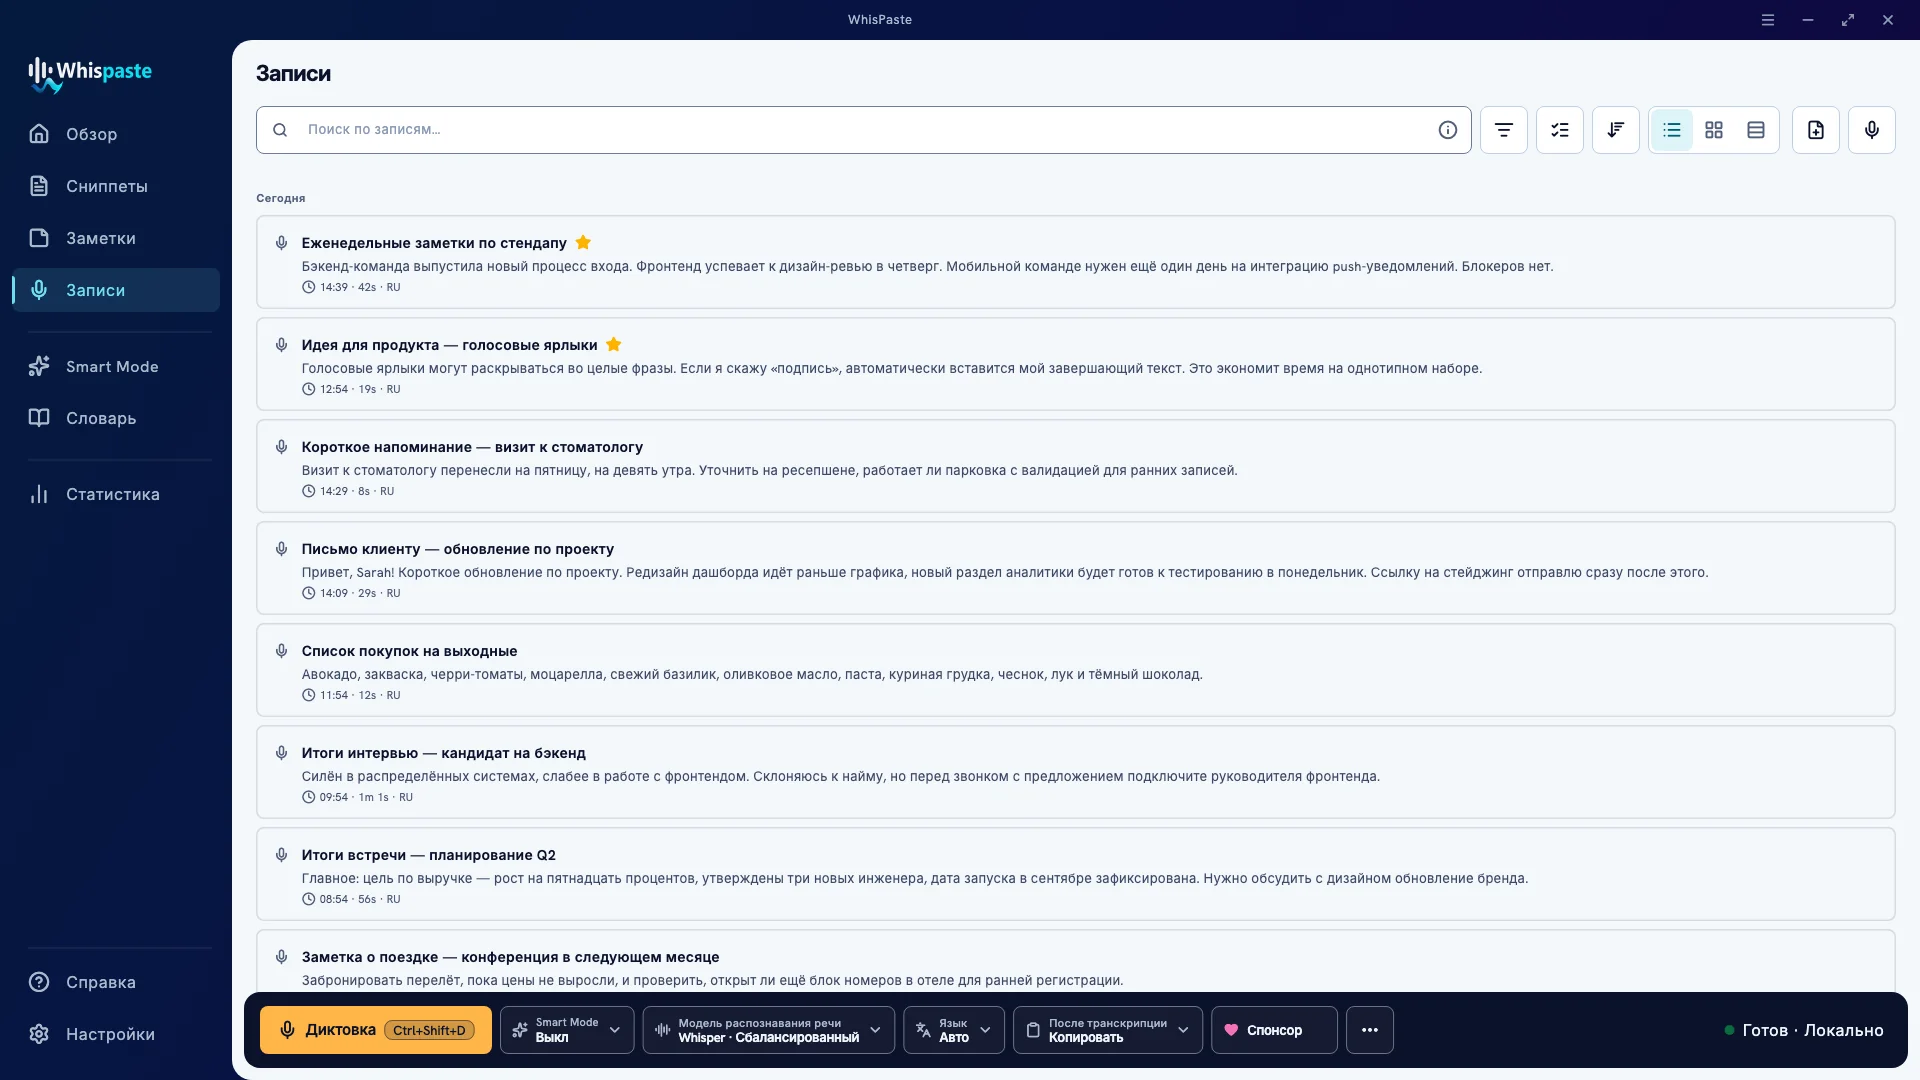 WhisPaste
Whispaste
Обзор
Сниппеты
Заметки
Записи
Smart Mode
Словарь
Статистика
Справка
Настройки
Записи
Поиск по записям...
Сегодня
Еженедельные заметки по стендапу
Бэкенд-команда выпустила новый процесс входа. Фронтенд успевает к дизайн-ревью в четверг. Мобильной команде нужен ещё один день на интеграцию push-уведомлений. Блокеров нет.
14:39 · 42s · RU
Идея для продукта — голосовые ярлыки
Голосовые ярлыки могут раскрываться во целые фразы. Если я скажу «подпись», автоматически вставится мой завершающий текст. Это экономит время на однотипном наборе.
12:54 · 19s · RU
Короткое напоминание — визит к стоматологу
Визит к стоматологу перенесли на пятницу, на девять утра. Уточнить на ресепшене, работает ли парковка с валидацией для ранних записей.
14:29 · 8s · RU
Письмо клиенту — обновление по проекту
Привет, Sarah! Короткое обновление по проекту. Редизайн дашборда идёт раньше графика, новый раздел аналитики будет готов к тестированию в понедельник. Ссылку на стейджинг отправлю сразу после этого.
14:09 · 29s · RU
Список покупок на выходные
Авокадо, закваска, черри-томаты, моцарелла, свежий базилик, оливковое масло, паста, куриная грудка, чеснок, лук и тёмный шоколад.
11:54 · 12s · RU
Итоги интервью — кандидат на бэкенд
Силён в распределённых системах, слабее в работе с фронтендом. Склоняюсь к найму, но перед звонком с предложением подключите руководителя фронтенда.
09:54 · 1m 1s · RU
Итоги встречи — планирование Q2
Главное: цель по выручке — рост на пятнадцать процентов, утверждены три новых инженера, дата запуска в сентябре зафиксирована. Нужно обсудить с дизайном обновление бренда.
08:54 · 56s · RU
Заметка о поездке — конференция в следующем месяце
Забронировать перелёт, пока цены не выросли, и проверить, открыт ли ещё блок номеров в отеле для ранней регистрации.
Диктовка Ctrl+Shift+D
Smart Mode
Выкл
Модель распознавания речи
Whisper · Сбалансированный
Язык
Авто
После транскрипции
Копировать
Спонсор
Готов · Локально